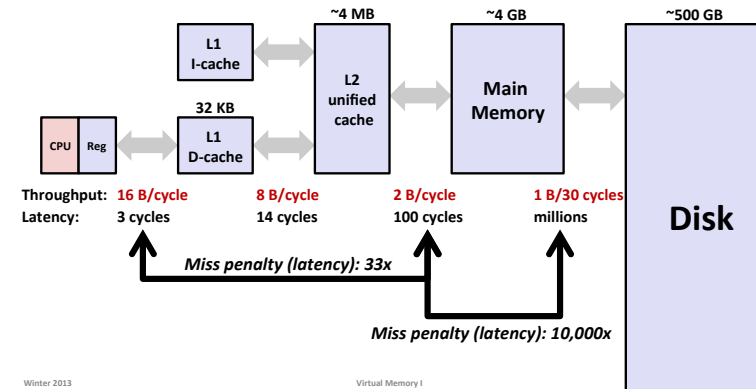 ~4 MB
~4 GB
~500 GB
L1
I-cache
L2
unified
cache
Main
Memory
32 KB
CPU
Reg
L1
D-cache
Throughput: 16 B/cycle 8 B/cycle 2 B/cycle 1 B/30 cycles
Latency: 3 cycles 14 cycles 100 cycles millions
Disk
Miss penalty (latency): 33x
Miss penalty (latency): 10,000x
Winter 2013
Virtual Memory I